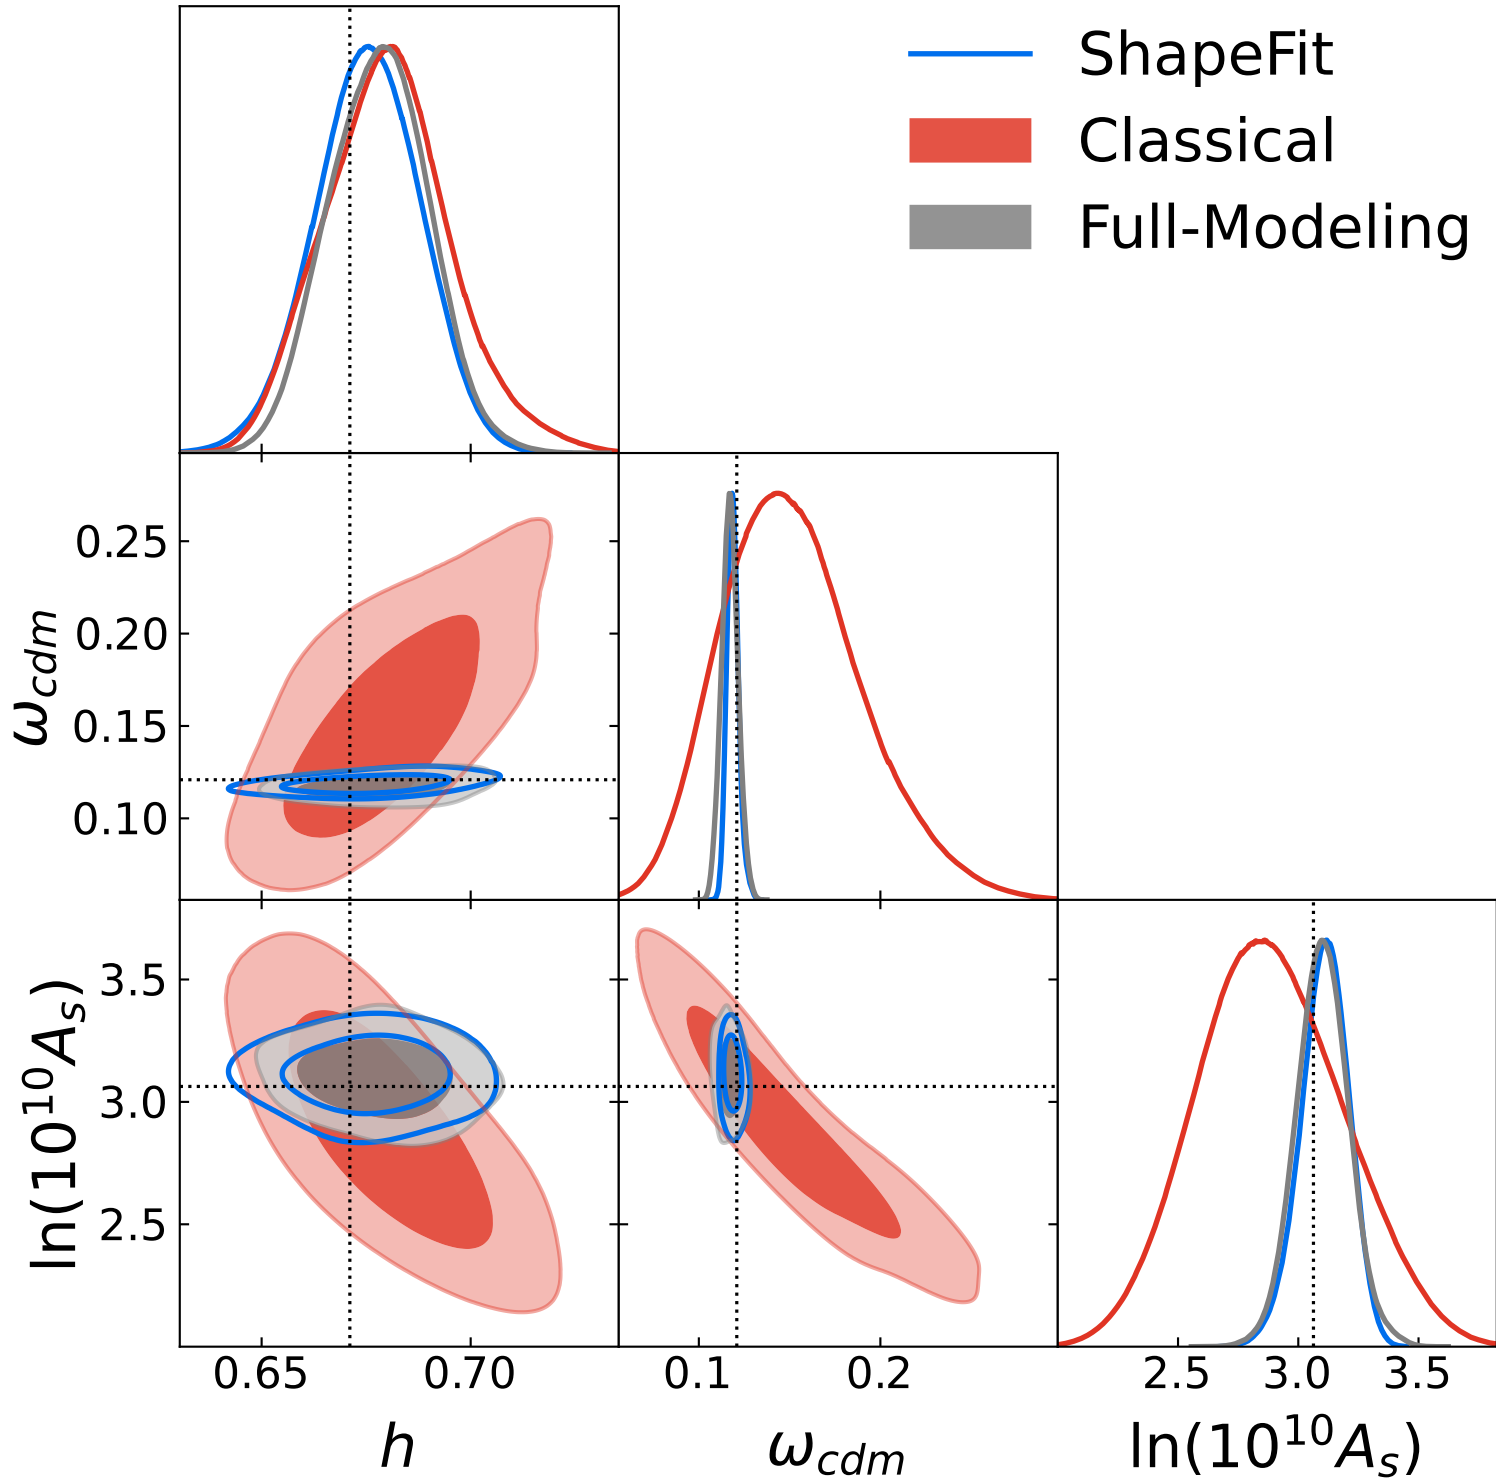 ShapeFit
Classical
Full-Modeling
0.25
0.20
0.15
0.10
ω_cdm
3.5
3.0
2.5
ln(10^10 A_s)
0.65 0.70 0.1 0.2 2.5 3.0 3.5
h ω_cdm ln(10^10 A_s)